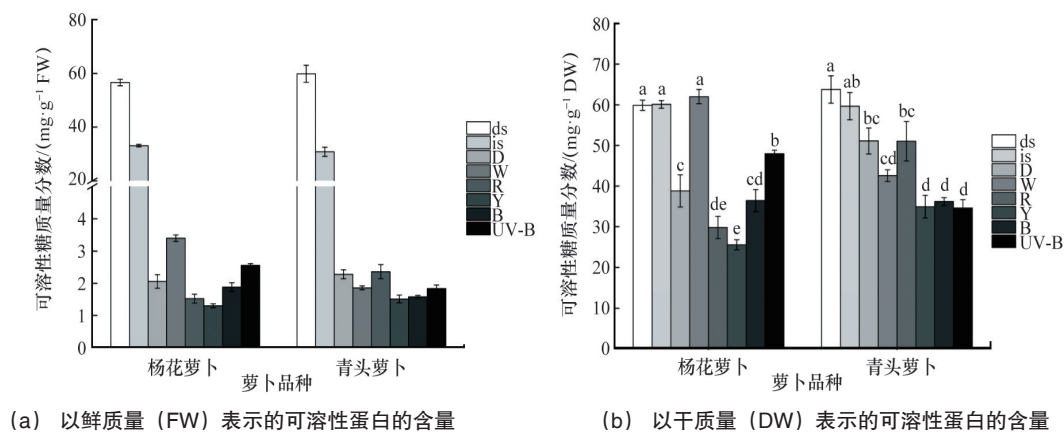 可溶性糖质量分数/(mg·g⁻¹ FW)
80
60
40
20
4
3
2
1
0
杨花萝卜 青头萝卜
萝卜品种
ds
is
D
W
R
Y
B
UV-B
(a) 以鲜质量（FW）表示的可溶性蛋白的含量
可溶性糖质量分数/(mg·g⁻¹ DW)
80
70
60
50
40
30
20
10
0
a a c a de e cd b
a ab bc cd bc d d d
杨花萝卜 青头萝卜
萝卜品种
ds
is
D
W
R
Y
B
UV-B
(b) 以干质量（DW）表示的可溶性蛋白的含量